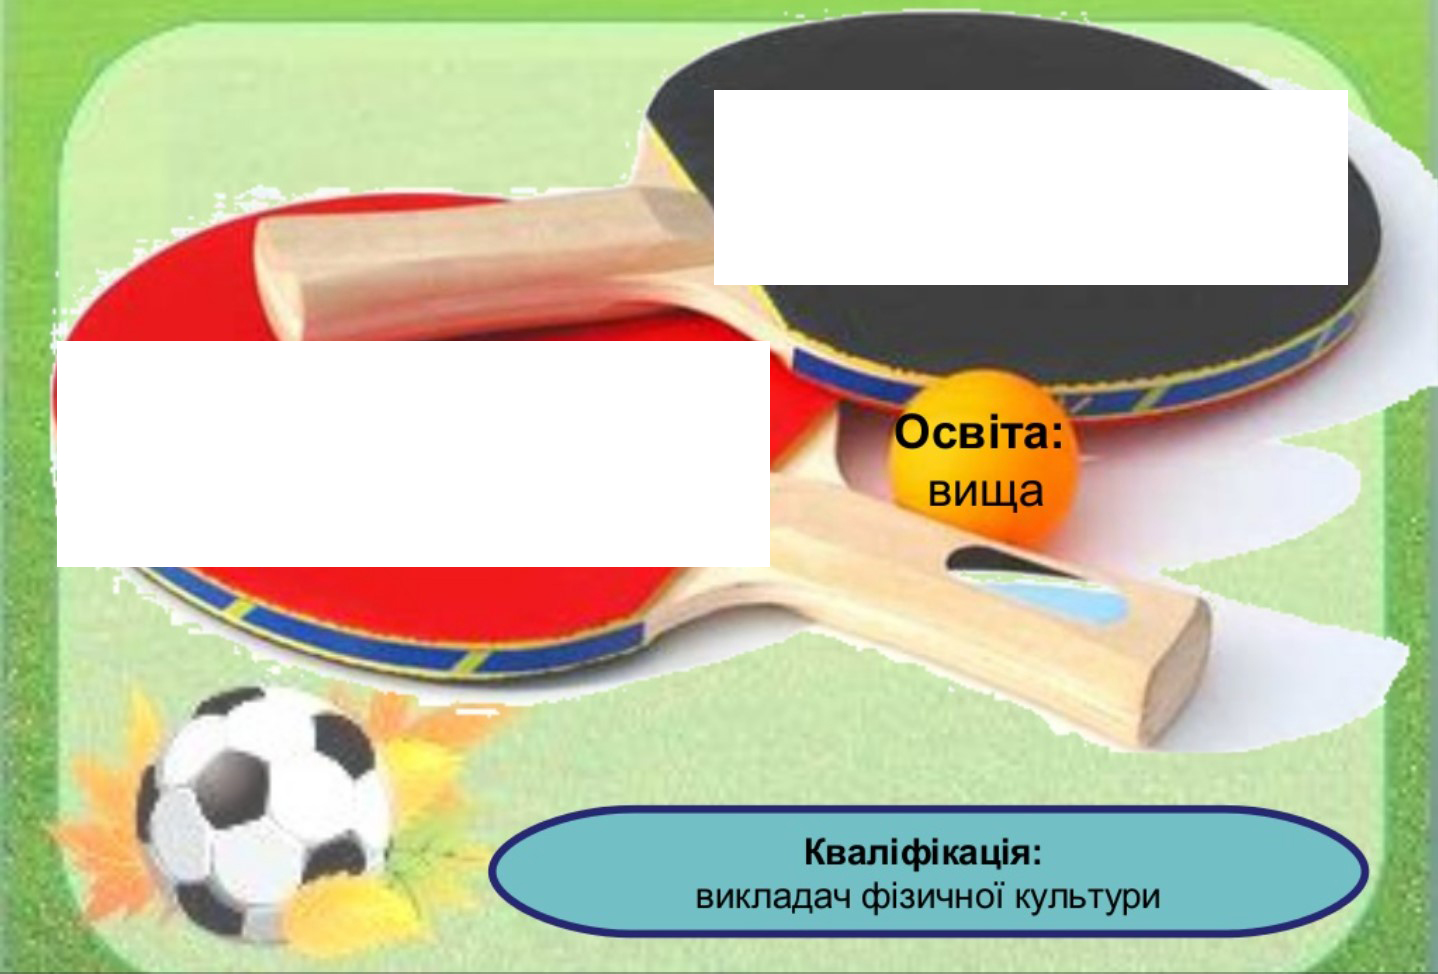 Освіта:
вища
Кваліфікація:
викладач фізичної культури